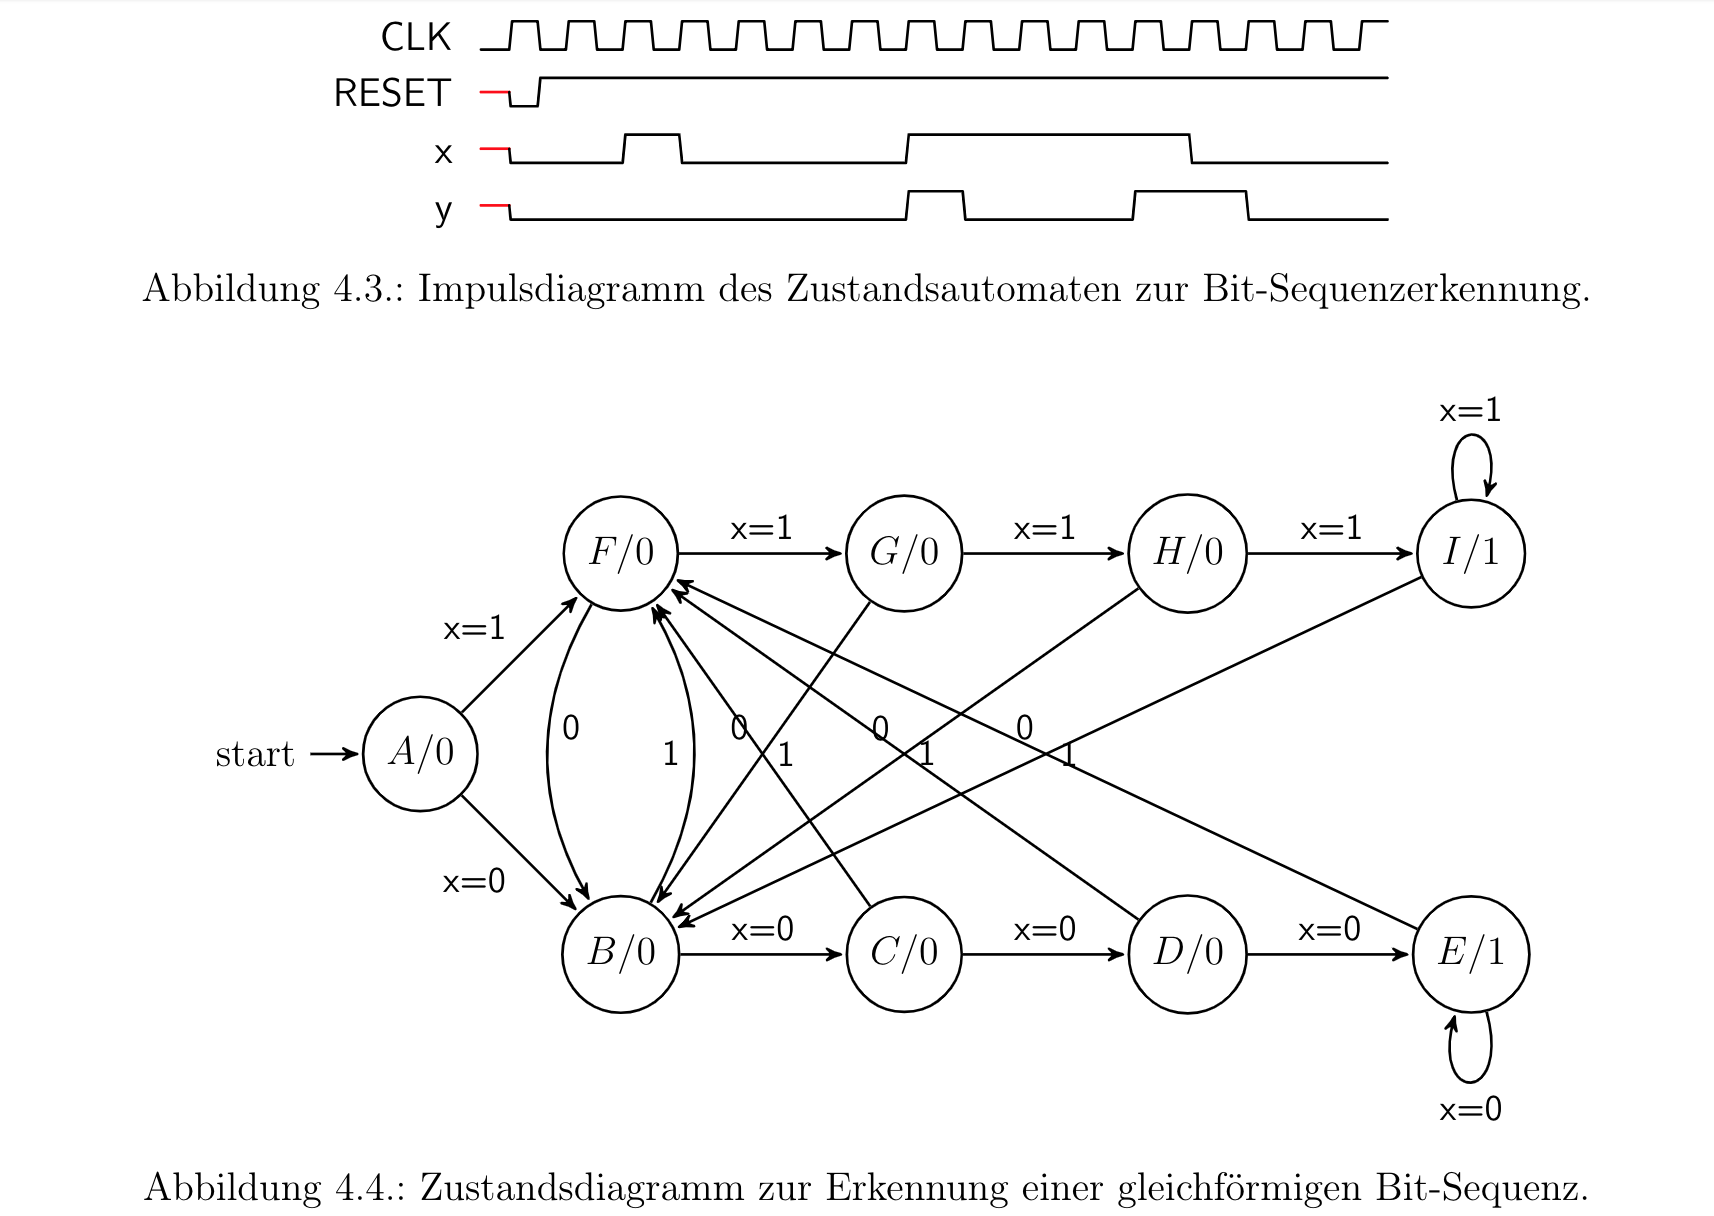 CLK
RESET
x
y
Abbildung 4.3.: Impulsdiagramm des Zustandsautomaten zur Bit-Sequenzerkennung.
x=1
F/0 x=1 G/0 x=1 H/0 x=1 I/1
x=1
0 0 0 0
start A/0 1 1 1 1
x=0
B/0 x=0 C/0 x=0 D/0 x=0 E/1
x=0
Abbildung 4.4.: Zustandsdiagramm zur Erkennung einer gleichförmigen Bit-Sequenz.